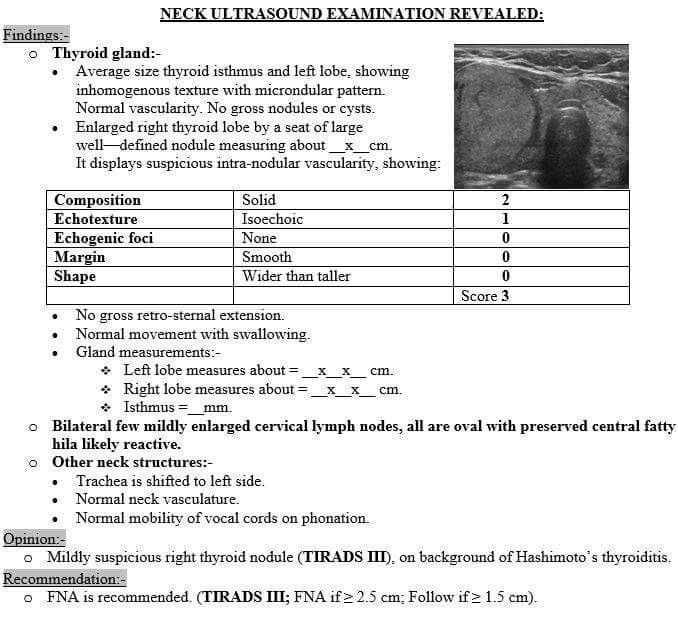 NECK ULTRASOUND EXAMINATION REVEALED:
Findings:-
o Thyroid gland:-
• Average size thyroid isthmus and left lobe, showing
inhomogenous texture with microndular pattern.
Normal vascularity. No gross nodules or cysts.
• Enlarged right thyroid lobe by a seat of large
well—defined nodule measuring about __x__cm.
It displays suspicious intra-nodular vascularity, showing:
Composition Solid 2
Echotexture Isoechoic 1
Echogenic foci None 0
Margin Smooth 0
Shape Wider than taller 0
Score 3
• No gross retro-sternal extension.
• Normal movement with swallowing.
• Gland measurements:-
❖ Left lobe measures about = __x__x__ cm.
❖ Right lobe measures about = __x__x__ cm.
❖ Isthmus =__mm.
o Bilateral few mildly enlarged cervical lymph nodes, all are oval with preserved central fatty
hila likely reactive.
o Other neck structures:-
• Trachea is shifted to left side.
• Normal neck vasculature.
• Normal mobility of vocal cords on phonation.
Opinion:-
o Mildly suspicious right thyroid nodule (TIRADS III), on background of Hashimoto's thyroiditis.
Recommendation:-
o FNA is recommended. (TIRADS III; FNA if ≥ 2.5 cm; Follow if ≥ 1.5 cm).